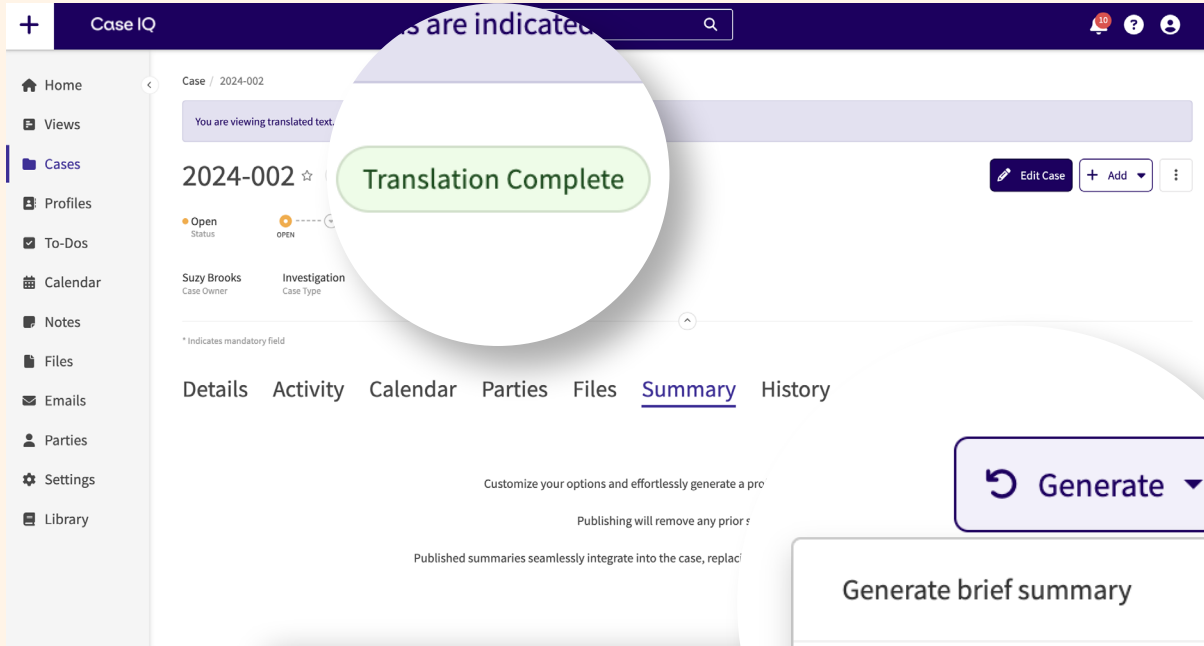 Case IQ
s are indicated
10
Home
Case / 2024-002
Views
You are viewing translated text.
Cases
2024-002
Translation Complete
Edit Case
Add
Profiles
To-Dos
Open
Status
OPEN
Calendar
Suzy Brooks
Case Owner
Investigation
Case Type
Notes
* Indicates mandatory field
Files
Details Activity Calendar Parties Files Summary History
Emails
Parties
Settings
Library
Customize your options and effortlessly generate a
Publishing will remove any prior
Published summaries seamlessly integrate into the case,
Generate
Generate brief summary